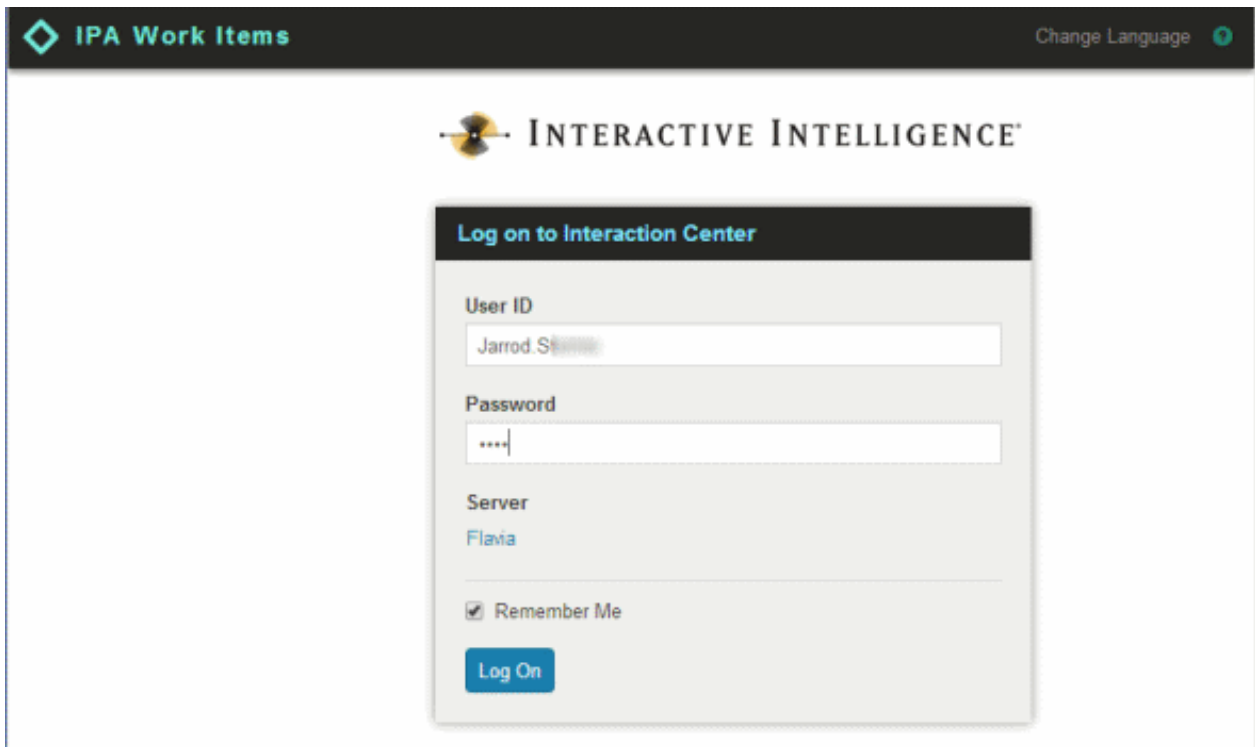 IPA Work Items
Change Language
INTERACTIVE INTELLIGENCE
Log on to Interaction Center
User ID
Password
••••
Server
Flavia
Remember Me
Log On